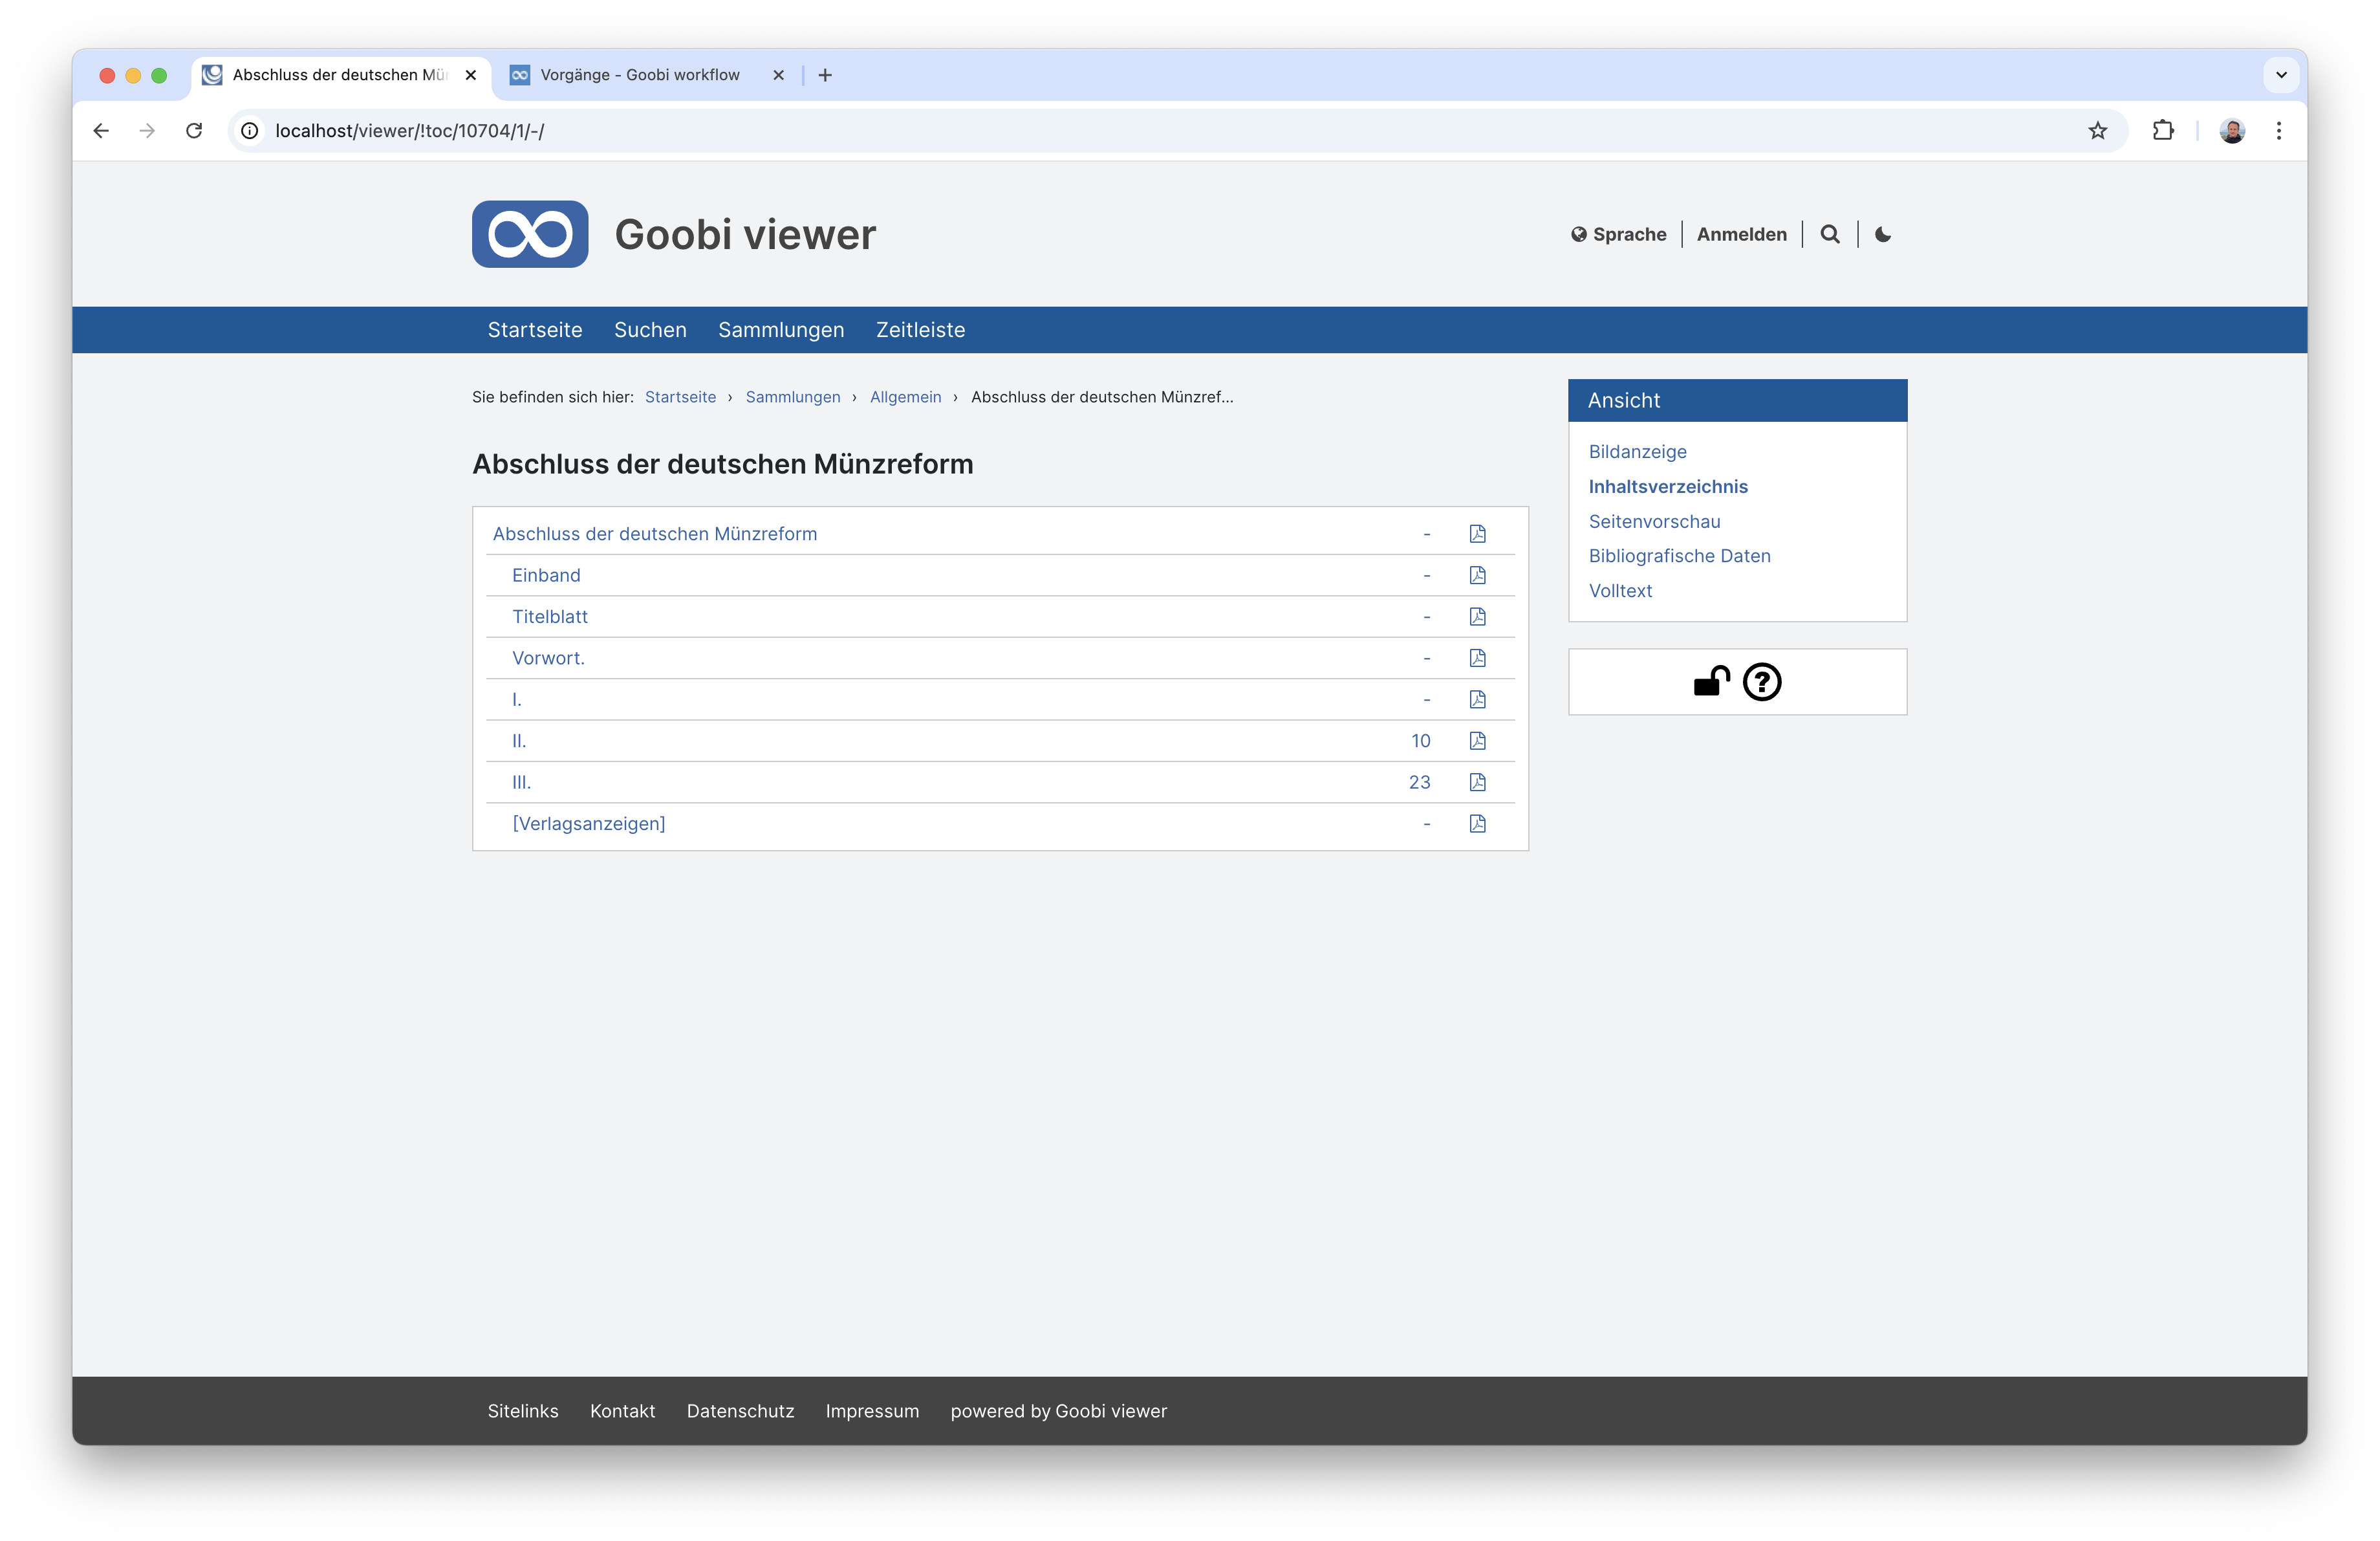 Abschluss der deutschen Mü
Vorgänge - Goobi workflow
localhost/viewer/!toc/10704/1/-/
Goobi viewer
Sprache
Anmelden
Startseite Suchen Sammlungen Zeitleiste
Sie befinden sich hier: Startseite › Sammlungen › Allgemein › Abschluss der deutschen Münzref...
Abschluss der deutschen Münzreform
Abschluss der deutschen Münzreform -
Einband -
Titelblatt -
Vorwort. -
I. -
II. 10
III. 23
[Verlagsanzeigen] -
Ansicht
Bildanzeige
Inhaltsverzeichnis
Seitenvorschau
Bibliografische Daten
Volltext
Sitelinks Kontakt Datenschutz Impressum powered by Goobi viewer